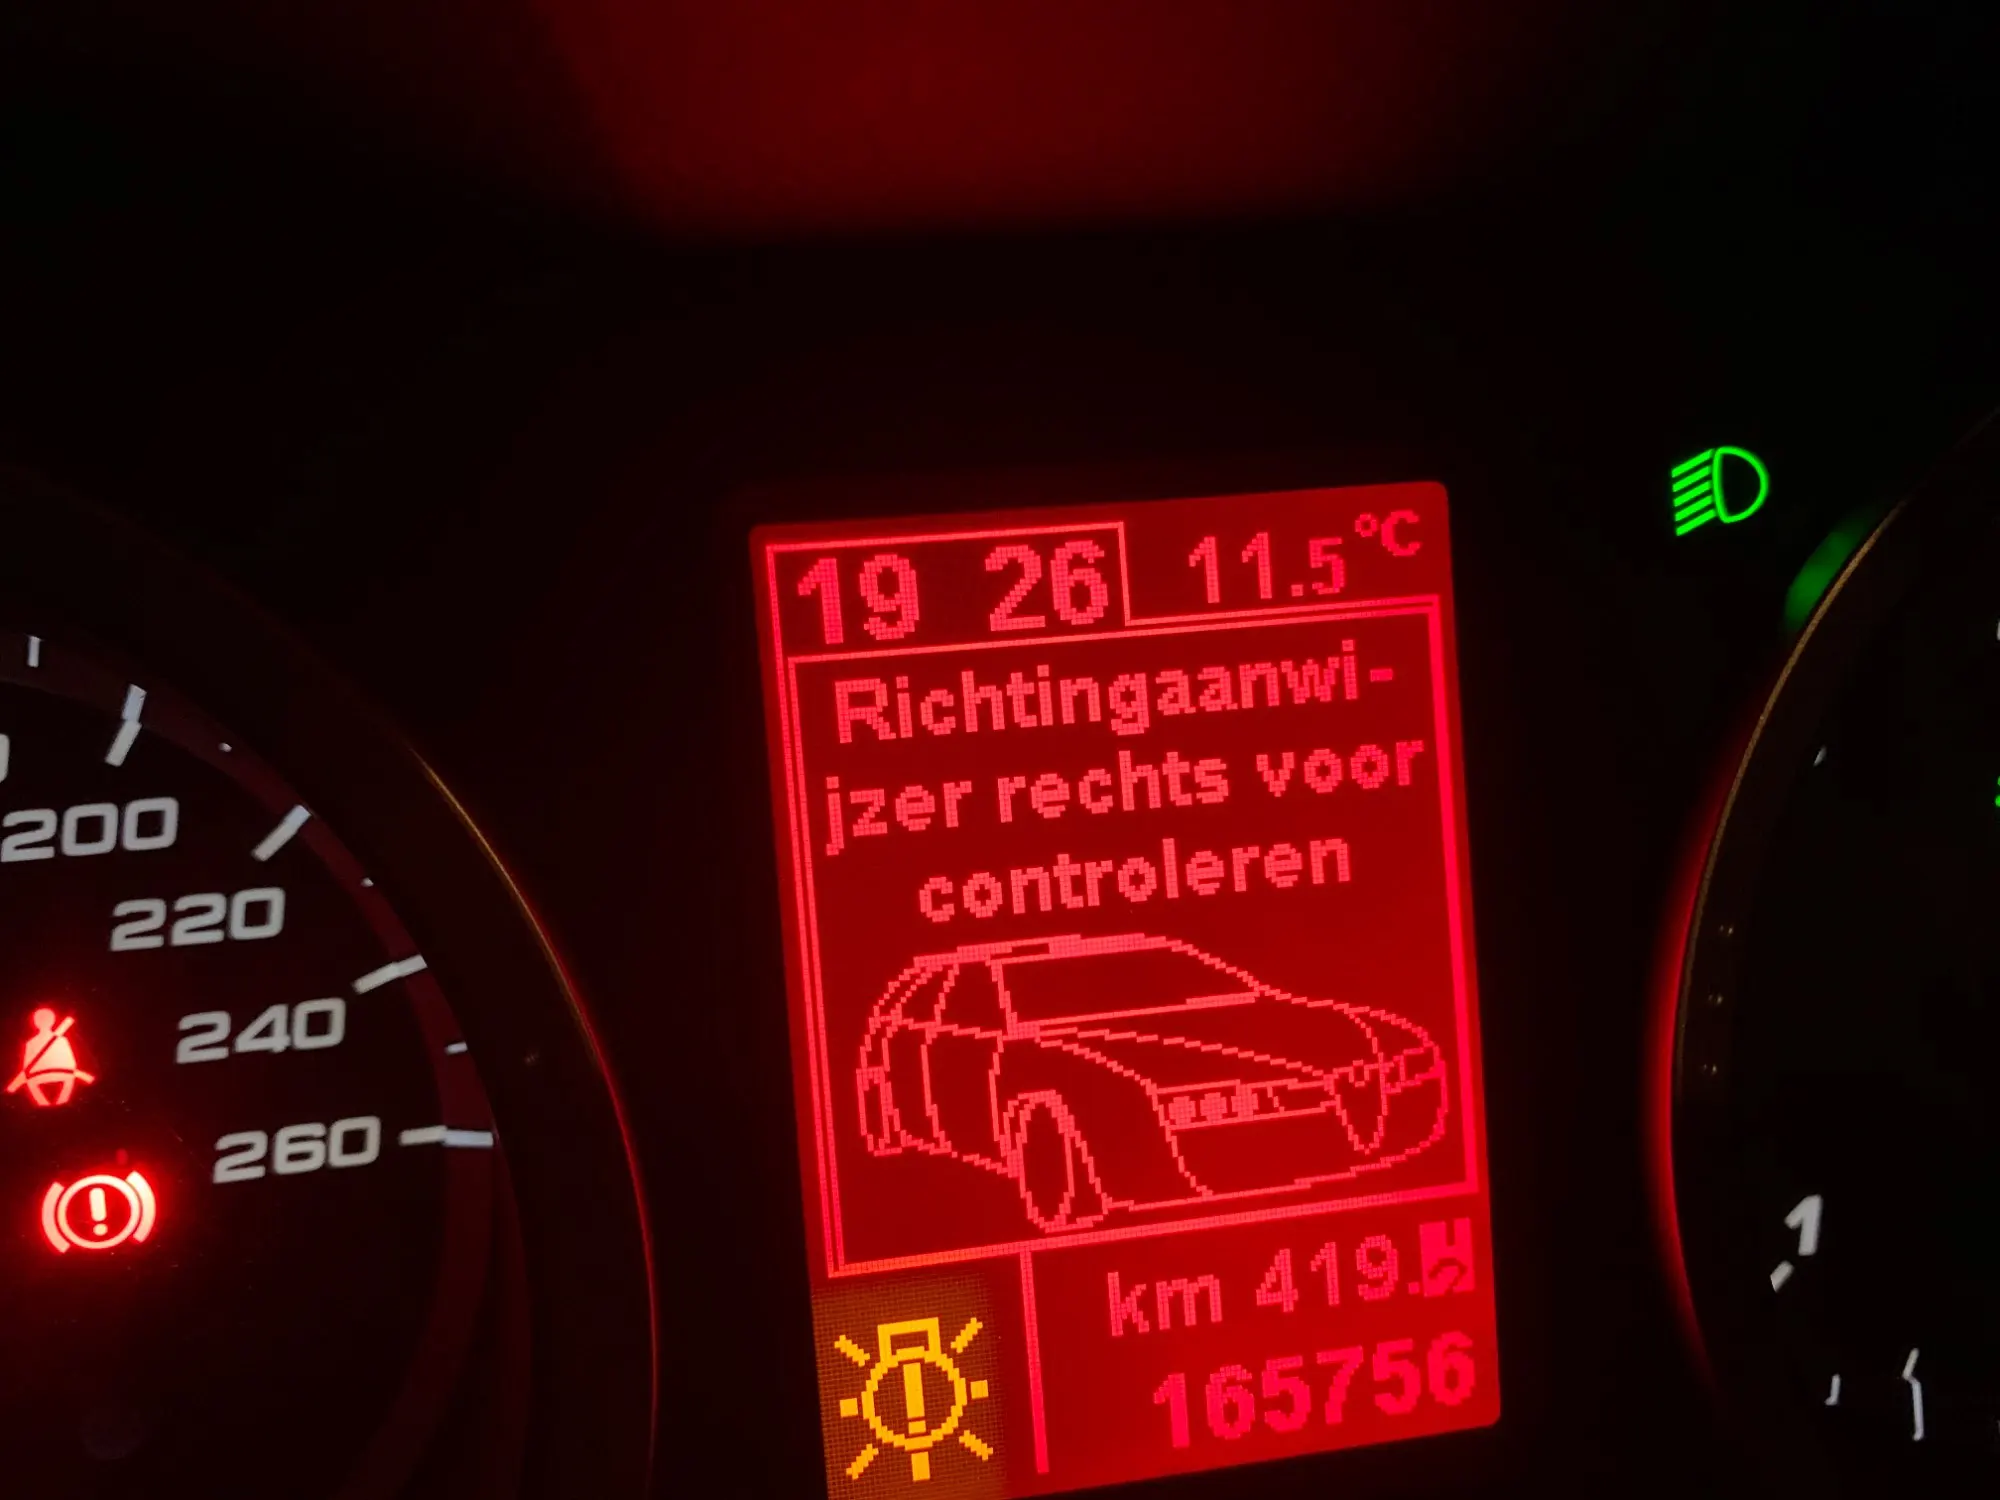 19 26
11.5 °C
Richtingaanwi-
jzer rechts voor
controleren
km 419.
165756
200
220
240
260
1